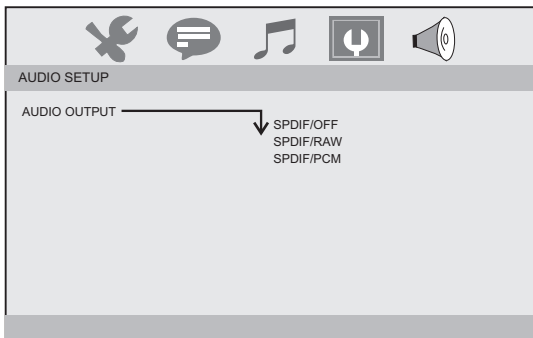 AUDIO SETUP
AUDIO OUTPUT
SPDIF/OFF
SPDIF/RAW
SPDIF/PCM